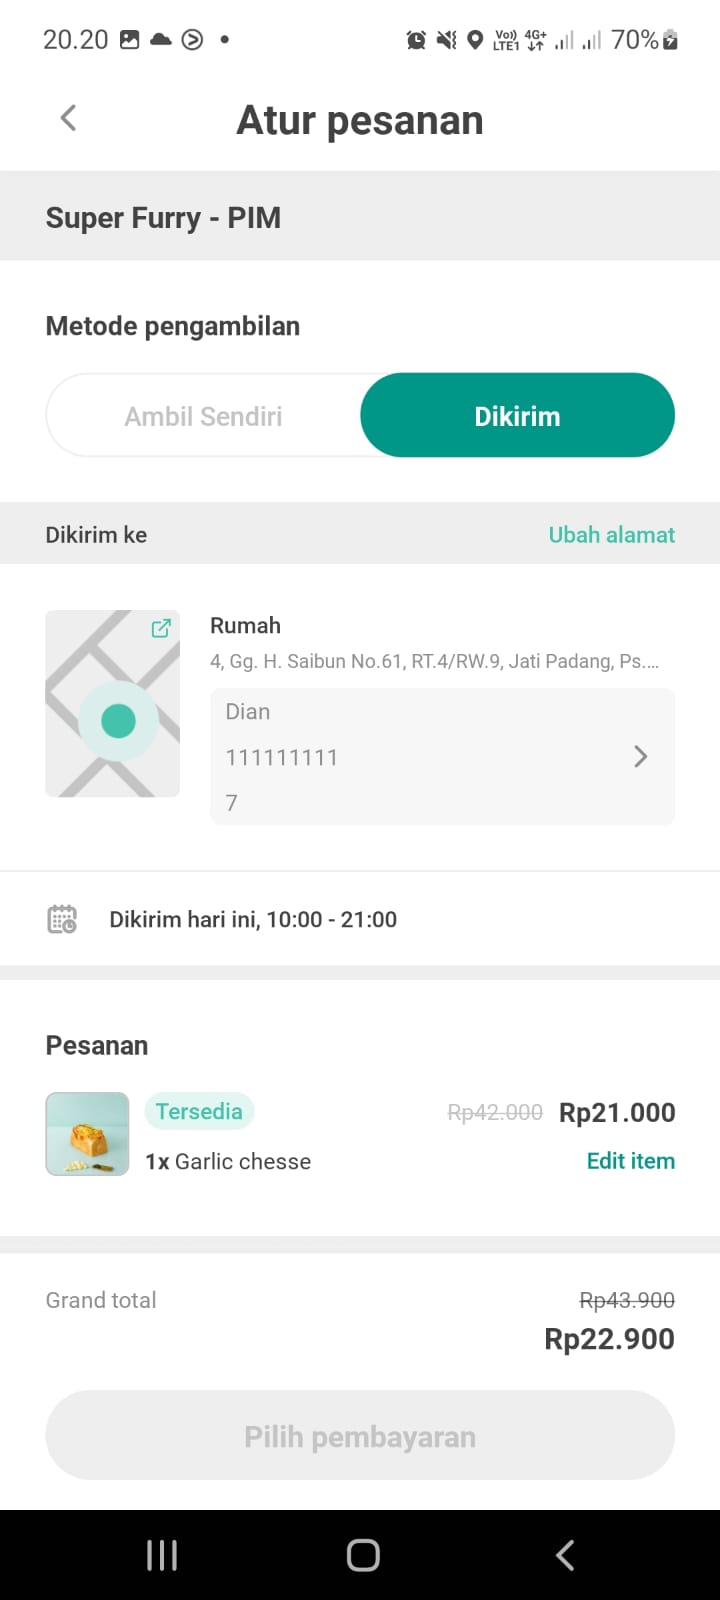 20.20
Vo)) 4G+ 70%
LTE1
Atur pesanan
Super Furry - PIM
Metode pengambilan
Ambil Sendiri Dikirim
Dikirim ke Ubah alamat
Rumah
4, Gg. H. Saibun No.61, RT.4/RW.9, Jati Padang, Ps....
Dian
111111111
7
Dikirim hari ini, 10:00 - 21:00
Pesanan
Tersedia Rp42.000 Rp21.000
1x Garlic chesse Edit item
Grand total Rp43.900
Rp22.900
Pilih pembayaran